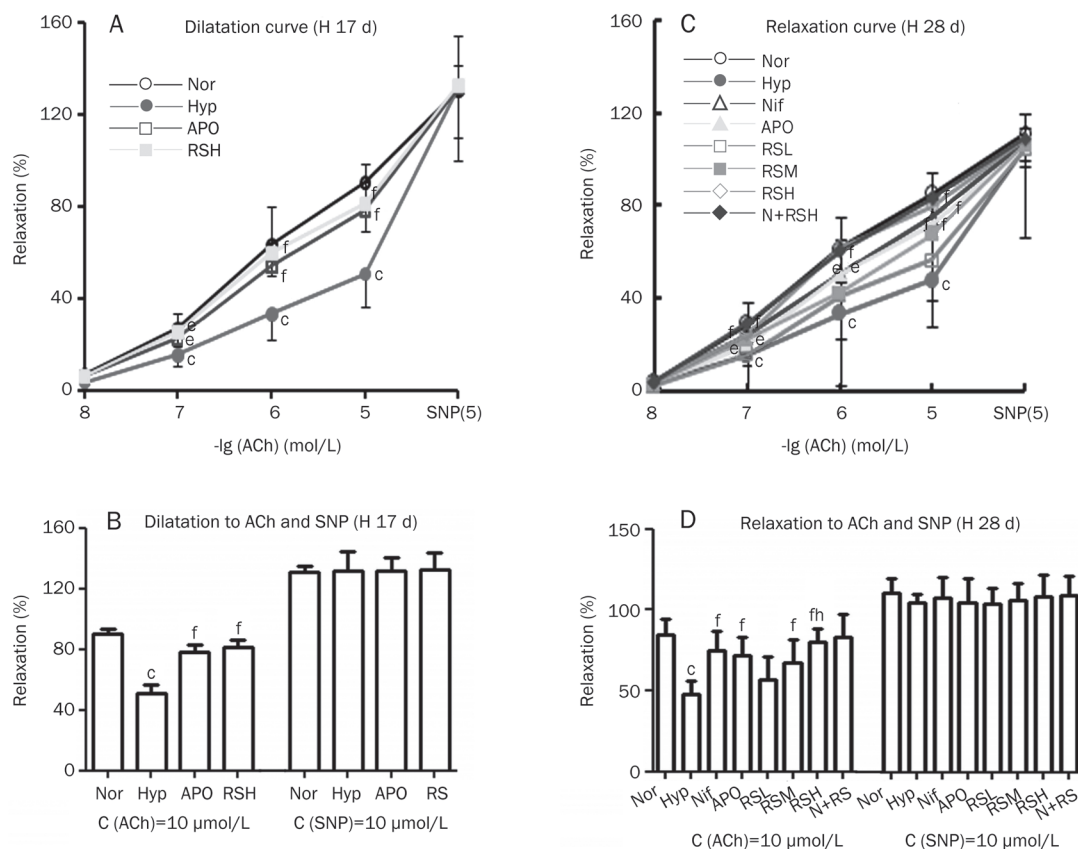 A
Dilatation curve (H 17 d)
160
120
80
40
0
Relaxation (%)
Nor
Hyp
APO
RSH
f
f
c
f
c
e
e
c
8
7
6
5
SNP(5)
-lg (ACh) (mol/L)
C
Relaxation curve (H 28 d)
160
120
80
40
0
Relaxation (%)
Nor
Hyp
Nif
APO
RSL
RSM
RSH
N+RSH
f
f
f
f
c
f
e
e
c
f
f
e
e
c
8
7
6
5
SNP(5)
-lg (ACh) (mol/L)
B
Dilatation to ACh and SNP (H 17 d)
160
120
80
40
0
Relaxation (%)
c
f
f
Nor Hyp APO RSH Nor Hyp APO RS
C (ACh)=10 μmol/L C (SNP)=10 μmol/L
D
Relaxation to ACh and SNP (H 28 d)
150
100
50
0
Relaxation (%)
c
f
f
f
fh
Nor Hyp Nif APO RSL RSM RSH N+RS Nor Hyp Nif APO RSL RSM RSH N+RS
C (ACh)=10 μmol/L C (SNP)=10 μmol/L